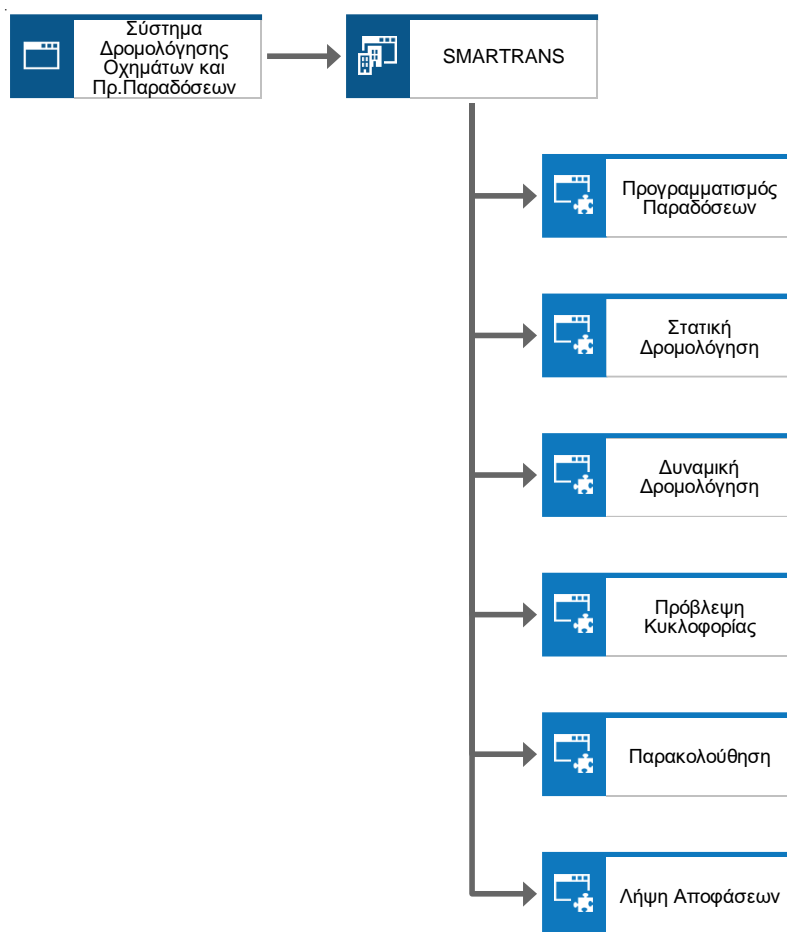 Σύστημα
Δρομολόγησης
Οχημάτων και
Πρ.Παραδόσεων
SMARTRANS
Προγραμματισμός
Παραδόσεων
Στατική
Δρομολόγηση
Δυναμική
Δρομολόγηση
Πρόβλεψη
Κυκλοφορίας
Παρακολούθηση
Λήψη Αποφάσεων